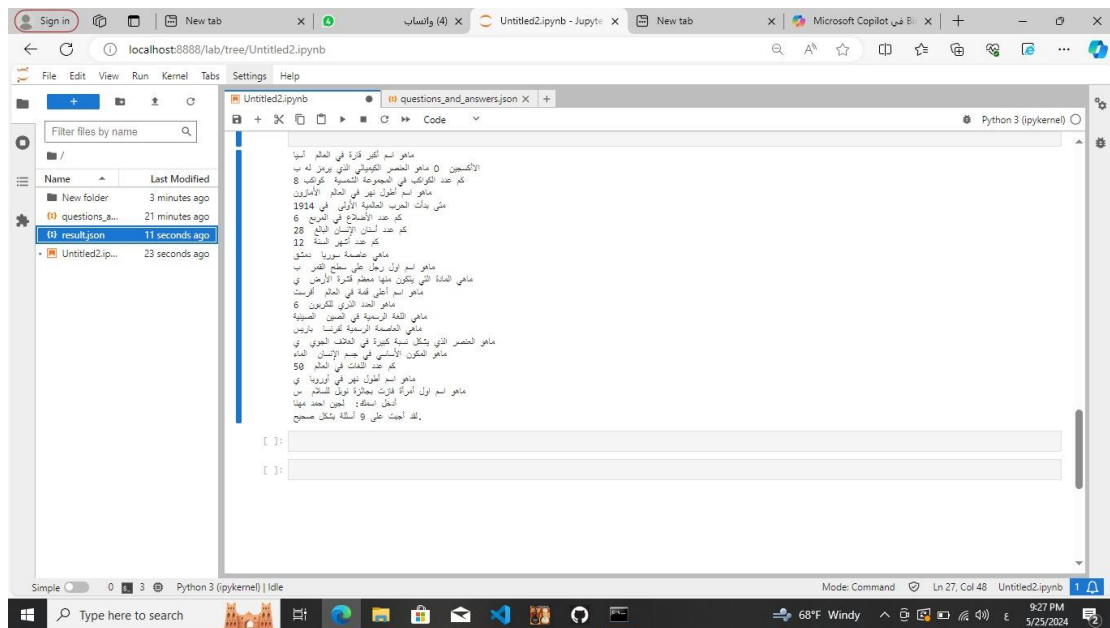 Sign in
New tab
(4) واتساب
Untitled2.ipynb - Jupyte
New tab
Microsoft Copilot في Bi
localhost:8888/lab/tree/Untitled2.ipynb
File Edit View Run Kernel Tabs Settings Help
Untitled2.ipynb
questions_and_answers.json
Code
Python 3 (ipykernel)
Filter files by name
/
Name Last Modified
New folder 3 minutes ago
questions_a... 21 minutes ago
result.json 11 seconds ago
Untitled2.ip... 23 seconds ago
ماهو اسم أكبر قارة في العالم آسيا
الأكسجين O ماهو العنصر الكيميائي الذي يرمز له ب
كم عدد الكواكب في المجموعة الشمسية كواكب 8
ماهو اسم أطول نهر في العالم الأمازون
متى بدأت الحرب العالمية الأولى في 1914
كم عدد الأضلاع في المربع 6
كم عدد أسنان الإنسان البالغ 28
كم عدد أشهر السنة 12
ماهي عاصمة سوريا دمشق
ماهو اسم اول رجل على سطح القمر ب
ماهي المادة التي يتكون منها معظم قشرة الأرض ي
ماهو اسم أعلى قمة في العالم أفرست
ماهو العدد الذري للكربون 6
ماهي اللغة الرسمية في الصين الصينية
ماهي العاصمة الرسمية لفرنسا باريس
ماهو العنصر الذي يشكل نسبة كبيرة في الغلاف الجوي ي
ماهو المكون الأساسي في جسم الإنسان الماء
كم عدد اللغات في العالم 50
ماهو اسم أطول نهر في أوروبا ي
ماهو اسم اول أمرأة فازت بجائزة نوبل للسلام س
أدخل اسمك: لجين احمد مهنا
.لقد أجبت على 9 أسئلة بشكل صحيح
[ ]:
[ ]:
Simple 0 3 Python 3 (ipykernel) | Idle
Mode: Command Ln 27, Col 48 Untitled2.ipynb 1
Type here to search
68°F Windy
ع
9:27 PM
5/25/2024
2